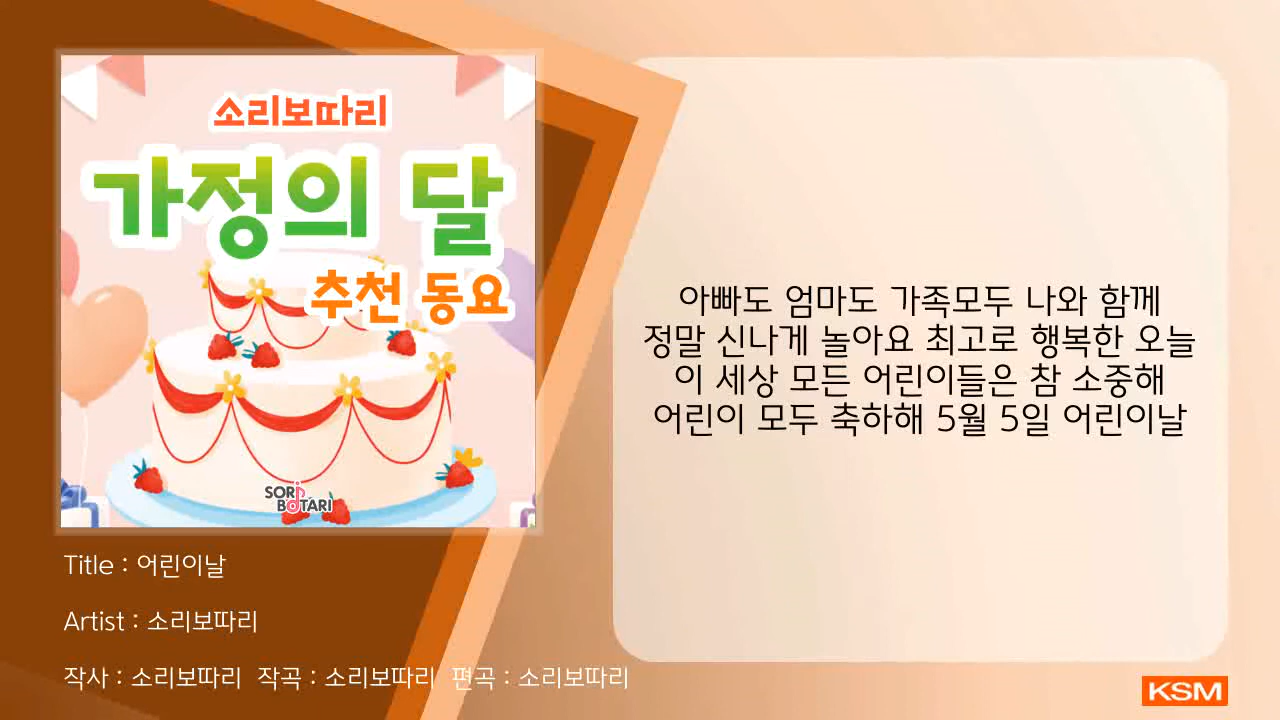 소리보따리
가정의 달
추천 동요
SORI
BOTARI
Title : 어린이날
Artist : 소리보따리
작사 : 소리보따리 작곡 : 소리보따리 편곡 : 소리보따리
아빠도 엄마도 가족모두 나와 함께
정말 신나게 놀아요 최고로 행복한 오늘
이 세상 모든 어린이들은 참 소중해
어린이 모두 축하해 5월 5일 어린이날
KSM